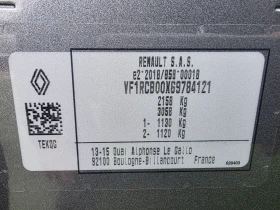 RENAULT S.A.S.
e2*2018/858*00018
VF1RCB00X69784121
2158 Kg
3058 Kg
1- 1130 Kg
2- 1120 Kg
TEKQG
13-15 Quai Alphonse Le Gallo
92100 Boulogne-Billancourt France